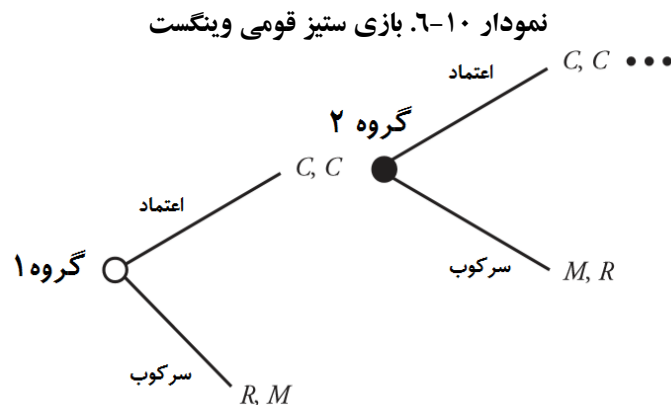 نمودار ۱۰-۶. بازی ستیز قومی وینگست
اعتماد
C, C •••
گروه ۲
C, C
اعتماد
گروه ۱
سرکوب
M, R
سرکوب
R, M